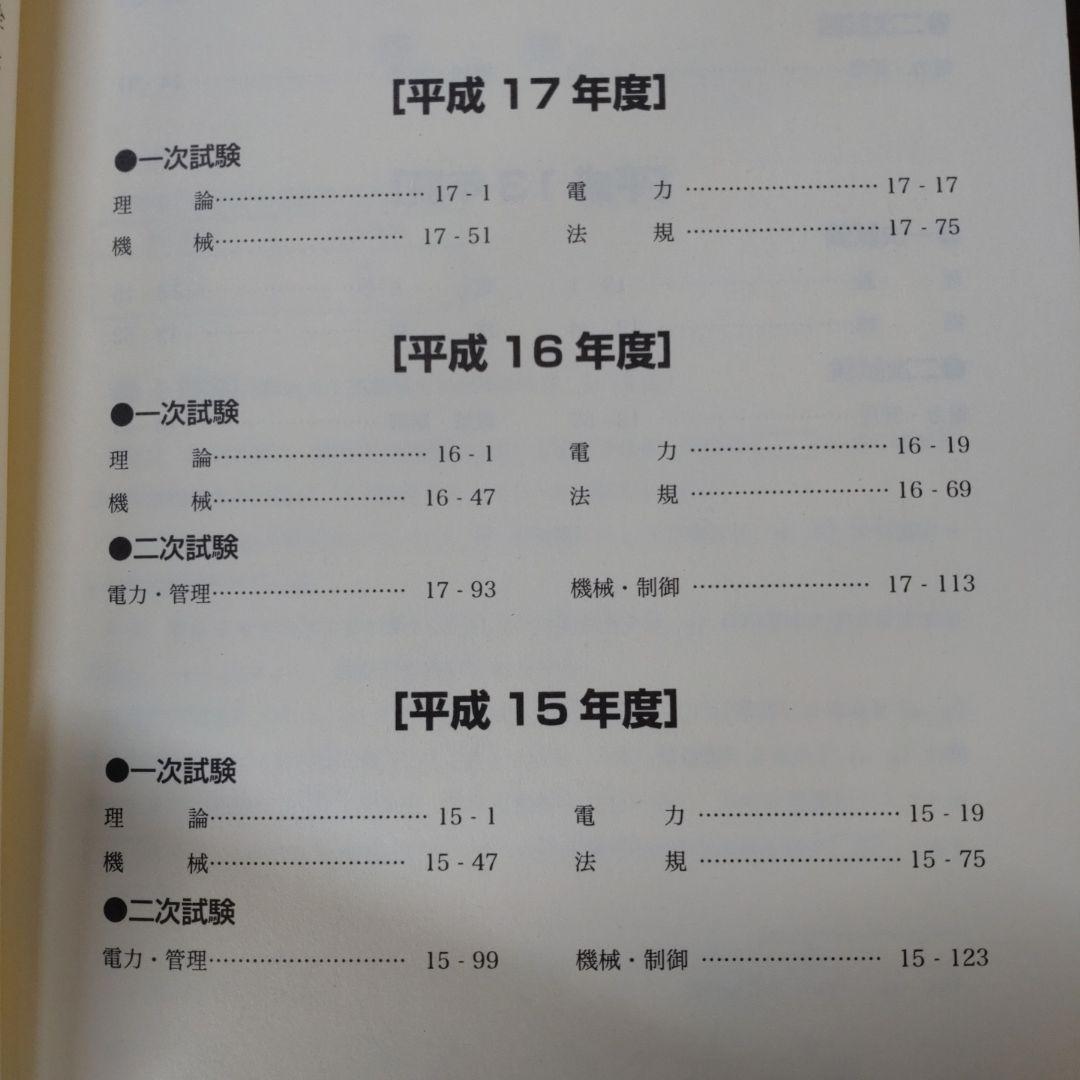 [平成 17 年度]
●一次試験
理　論…………………………… 17 - 1　電　力 ………………………… 17 - 17
機　械………………………… 17 - 51　法　規 ………………………… 17 - 75
[平成 16 年度]
●一次試験
理　論…………………………… 16 - 1　電　力 ………………………… 16 - 19
機　械………………………… 16 - 47　法　規 ………………………… 16 - 69
●二次試験
電力・管理………………………… 17 - 93　機械・制御 ……………………… 17 - 113
[平成 15 年度]
●一次試験
理　論…………………………… 15 - 1　電　力 ………………………… 15 - 19
機　械………………………… 15 - 47　法　規 ………………………… 15 - 75
●二次試験
電力・管理………………………… 15 - 99　機械・制御 ……………………… 15 - 123